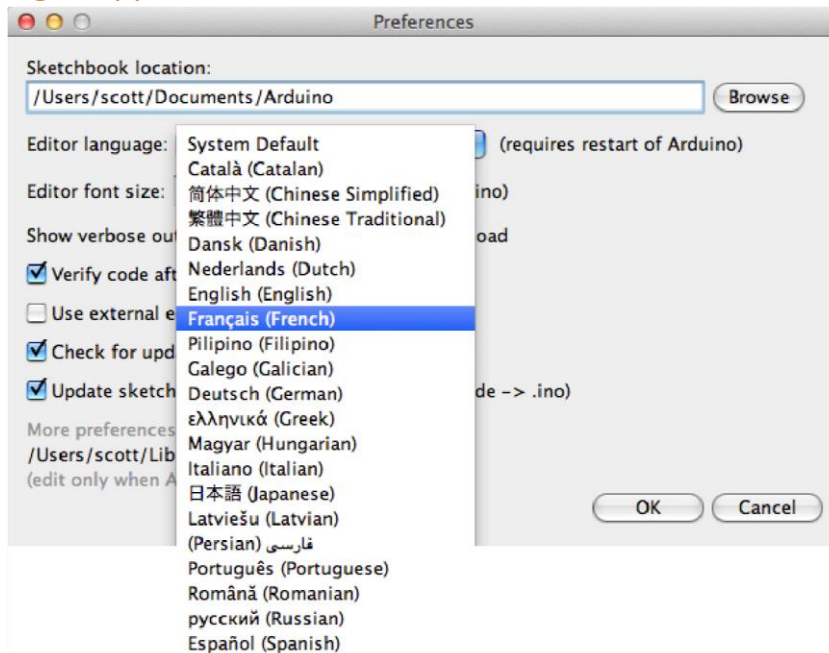 Preferences
Sketchbook location:
/Users/scott/Documents/Arduino
Browse
Editor language:
(requires restart of Arduino)
Editor font size:
ino)
Show verbose ou
oad
Verify code aft
Use external e
Check for upd
Update sketch
de -> .ino)
More preferences
/Users/scott/Lib
(edit only when A
System Default
Català (Catalan)
简体中文 (Chinese Simplified)
繁體中文 (Chinese Traditional)
Dansk (Danish)
Nederlands (Dutch)
English (English)
Français (French)
Pilipino (Filipino)
Galego (Galician)
Deutsch (German)
ελληνικά (Greek)
Magyar (Hungarian)
Italiano (Italian)
日本語 (Japanese)
Latviešu (Latvian)
(Persian) فارسی
Português (Portuguese)
Română (Romanian)
русский (Russian)
Español (Spanish)
OK
Cancel